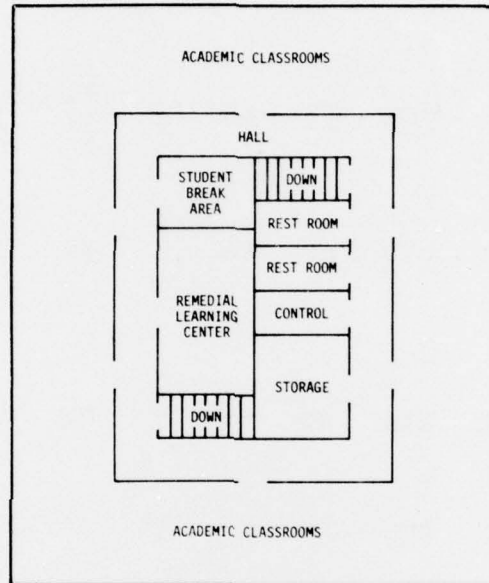 ACADEMIC CLASSROOMS
HALL
STUDENT
BREAK
AREA
DOWN
REST ROOM
REST ROOM
REMEDIAL
LEARNING
CENTER
CONTROL
STORAGE
DOWN
ACADEMIC CLASSROOMS